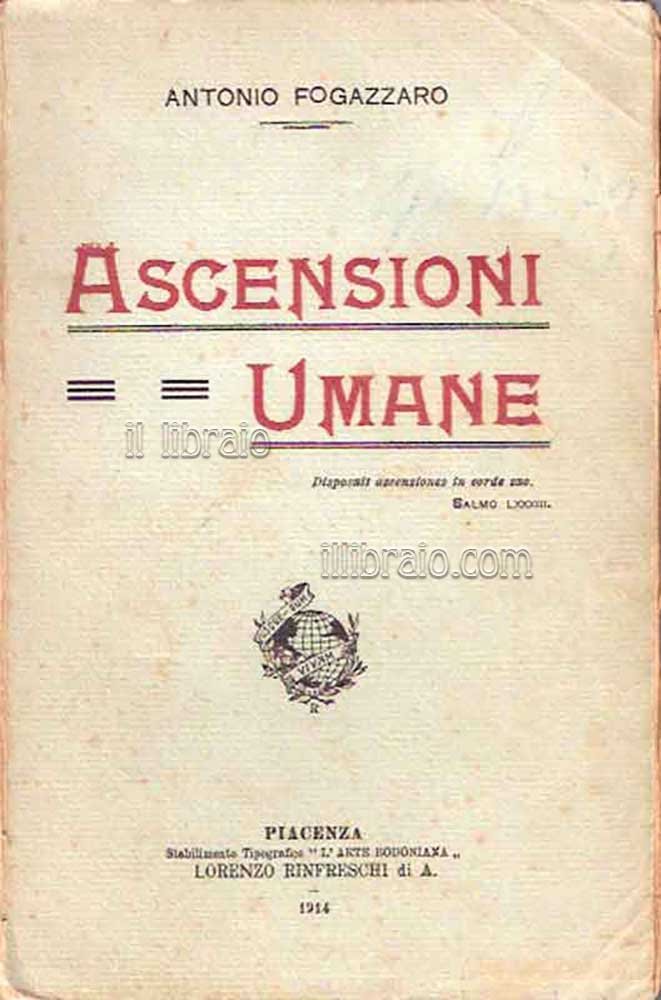 ANTONIO FOGAZZARO
ASCENSIONI
UMANE
il libraio
Disposuit ascensiones in corde suo.
SALMO LXXXIII.
illibraio.com
VIVAM
R
PIACENZA
Stabilimento Tipografico "L'ARTE BODONIANA„
LORENZO RINFRESCHI di A.
1914